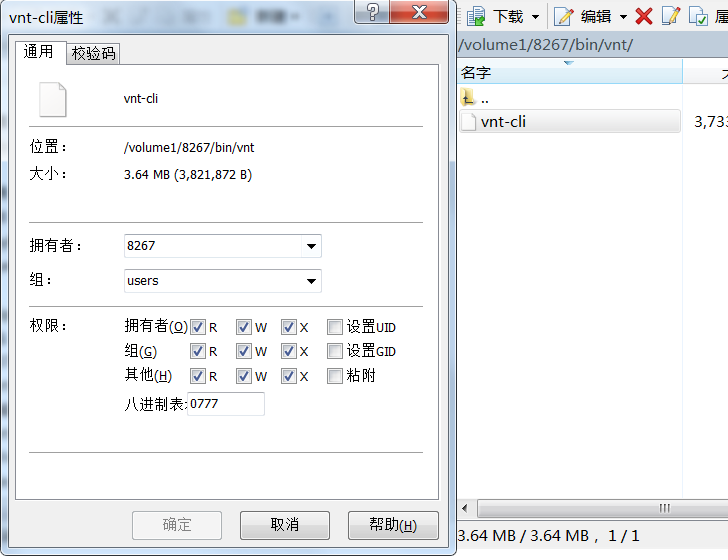 vnt-cli属性
通用 校验码
vnt-cli
位置： /volume1/8267/bin/vnt
大小： 3.64 MB (3,821,872 B)
拥有者： 8267
组： users
权限： 拥有者(O) R W X 设置UID
组(G) R W X 设置GID
其他(H) R W X 粘附
八进制表: 0777
确定 取消 帮助(H)
下载 编辑
/volume1/8267/bin/vnt/
名字
..
vnt-cli 3,733
3.64 MB / 3.64 MB， 1 / 1